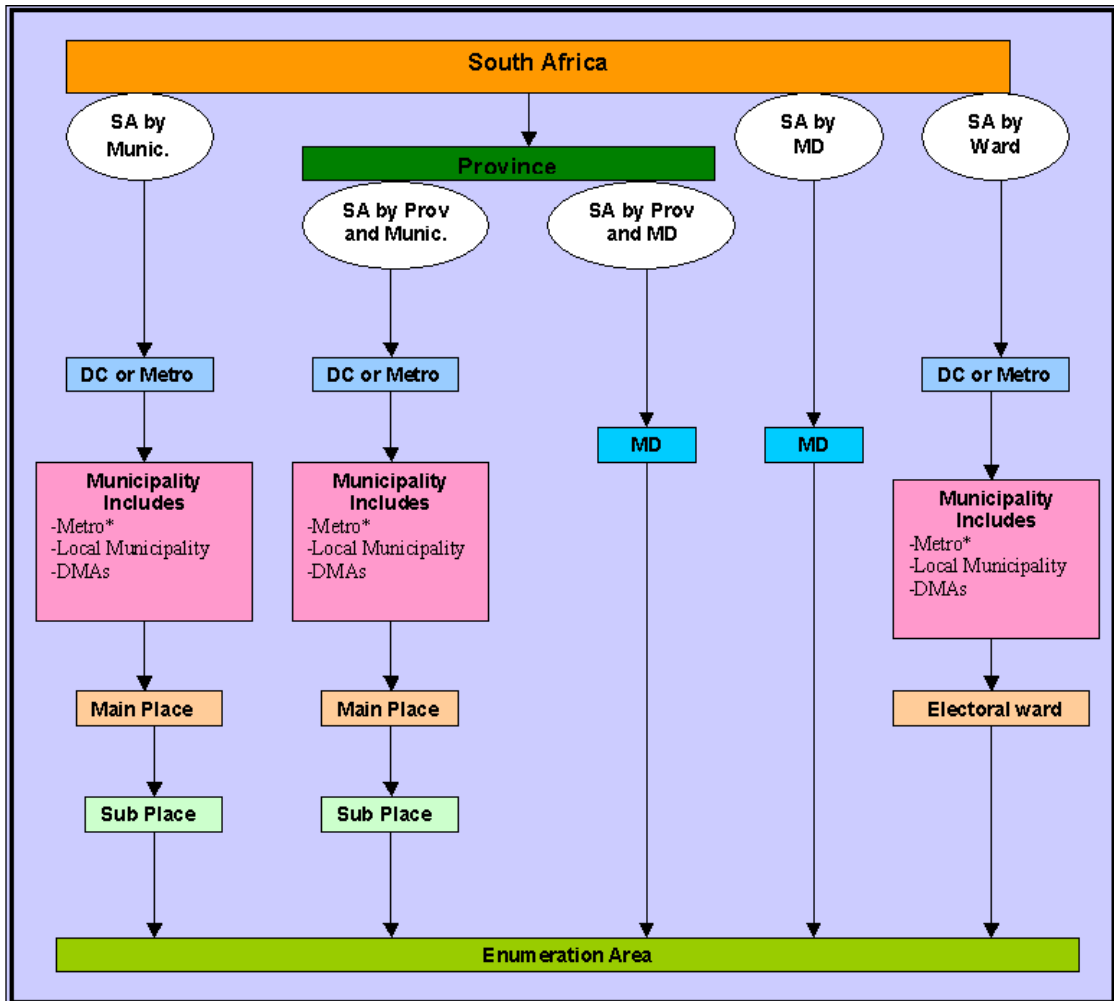 South Africa
SA by
Munic.
SA by
MD
SA by
Ward
Province
SA by Prov
and Munic.
SA by Prov
and MD
DC or Metro
DC or Metro
DC or Metro
MD
MD
Municipality
Includes
-Metro*
-Local Municipality
-DMAs
Municipality
Includes
-Metro*
-Local Municipality
-DMAs
Municipality
Includes
-Metro*
-Local Municipality
-DMAs
Main Place
Main Place
Electoral ward
Sub Place
Sub Place
Enumeration Area